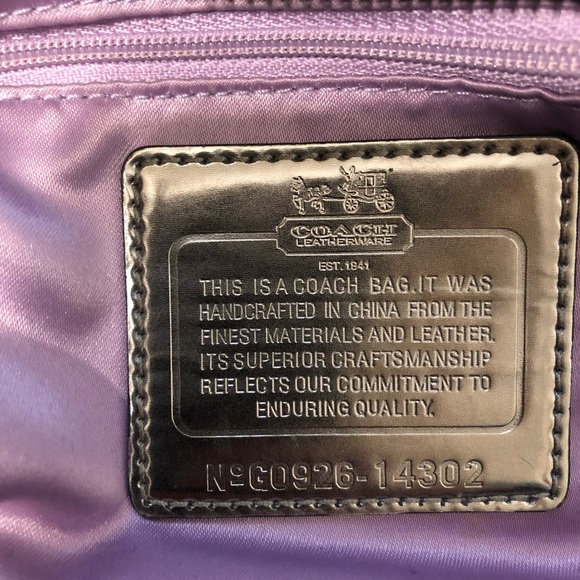 COACH
LEATHERWARE
EST. 1941
THIS IS A COACH BAG. IT WAS
HANDCRAFTED IN CHINA FROM THE
FINEST MATERIALS AND LEATHER.
ITS SUPERIOR CRAFTSMANSHIP
REFLECTS OUR COMMITMENT TO
ENDURING QUALITY.
NºG0926-14302